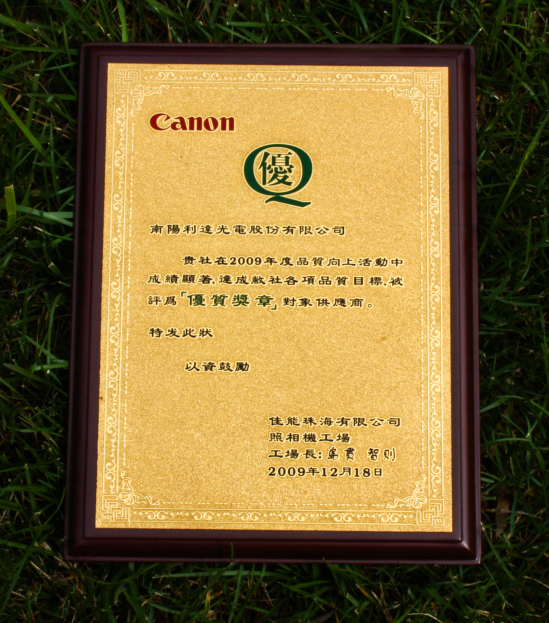 Canon
優
Q
南陽利達光電股份有限公司
贵社在2009年度品質向上活動中
成績顯著,達成敝社各項品質目標,被
評爲「優質獎章」對象供應商。
特发此狀
以資鼓勵
佳能珠海有限公司
照相機工場
工場長:
2009年12月18日